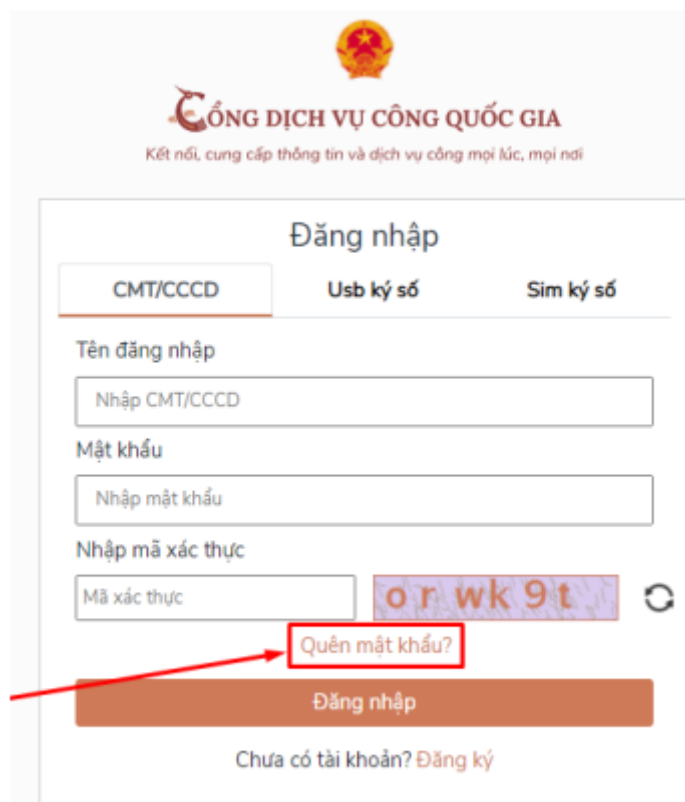 CỔNG DỊCH VỤ CÔNG QUỐC GIA
Kết nối, cung cấp thông tin và dịch vụ công mọi lúc, mọi nơi
Đăng nhập
CMT/CCCD Usb ký số Sim ký số
Tên đăng nhập
Nhập CMT/CCCD
Mật khẩu
Nhập mật khẩu
Nhập mã xác thực
Mã xác thực o r w k 9 t
Quên mật khẩu?
Đăng nhập
Chưa có tài khoản? Đăng ký